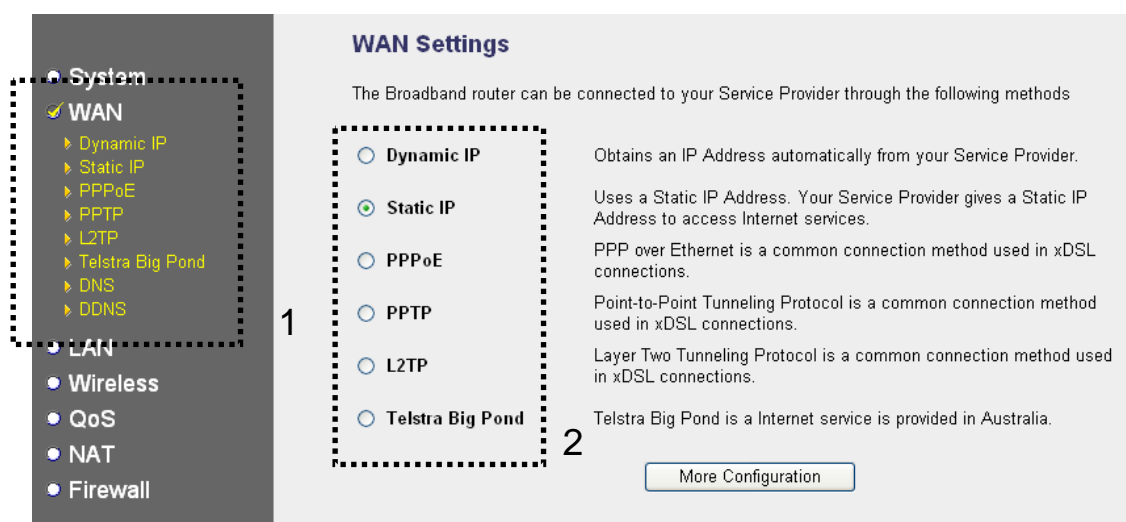 System
WAN
Dynamic IP
Static IP
PPPoE
PPTP
L2TP
Telstra Big Pond
DNS
DDNS
LAN
Wireless
QoS
NAT
Firewall
1
WAN Settings
The Broadband router can be connected to your Service Provider through the following methods
Dynamic IP
Obtains an IP Address automatically from your Service Provider.
Static IP
Uses a Static IP Address. Your Service Provider gives a Static IP
Address to access Internet services.
PPPoE
PPP over Ethernet is a common connection method used in xDSL
connections.
PPTP
Point-to-Point Tunneling Protocol is a common connection method
used in xDSL connections.
L2TP
Layer Two Tunneling Protocol is a common connection method used
in xDSL connections.
Telstra Big Pond
Telstra Big Pond is a Internet service is provided in Australia.
2
More Configuration